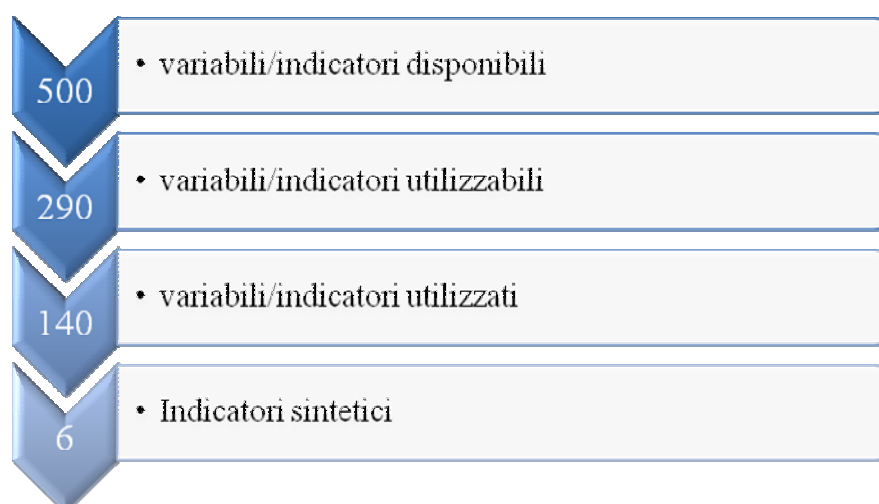 500
• variabili/indicatori disponibili
290
• variabili/indicatori utilizzabili
140
• variabili/indicatori utilizzati
6
• Indicatori sintetici